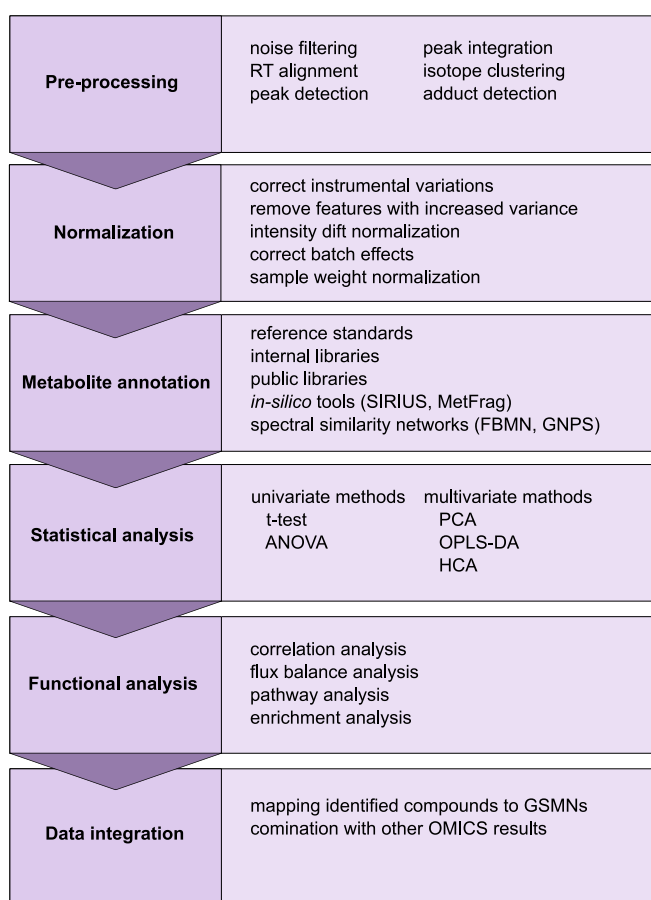 Pre-processing
noise filtering
RT alignment
peak detection
peak integration
isotope clustering
adduct detection
Normalization
correct instrumental variations
remove features with increased variance
intensity dift normalization
correct batch effects
sample weight normalization
Metabolite annotation
reference standards
internal libraries
public libraries
in-silico tools (SIRIUS, MetFrag)
spectral similarity networks (FBMN, GNPS)
Statistical analysis
univariate methods
t-test
ANOVA
multivariate mathods
PCA
OPLS-DA
HCA
Functional analysis
correlation analysis
flux balance analysis
pathway analysis
enrichment analysis
Data integration
mapping identified compounds to GSMNs
comination with other OMICS results